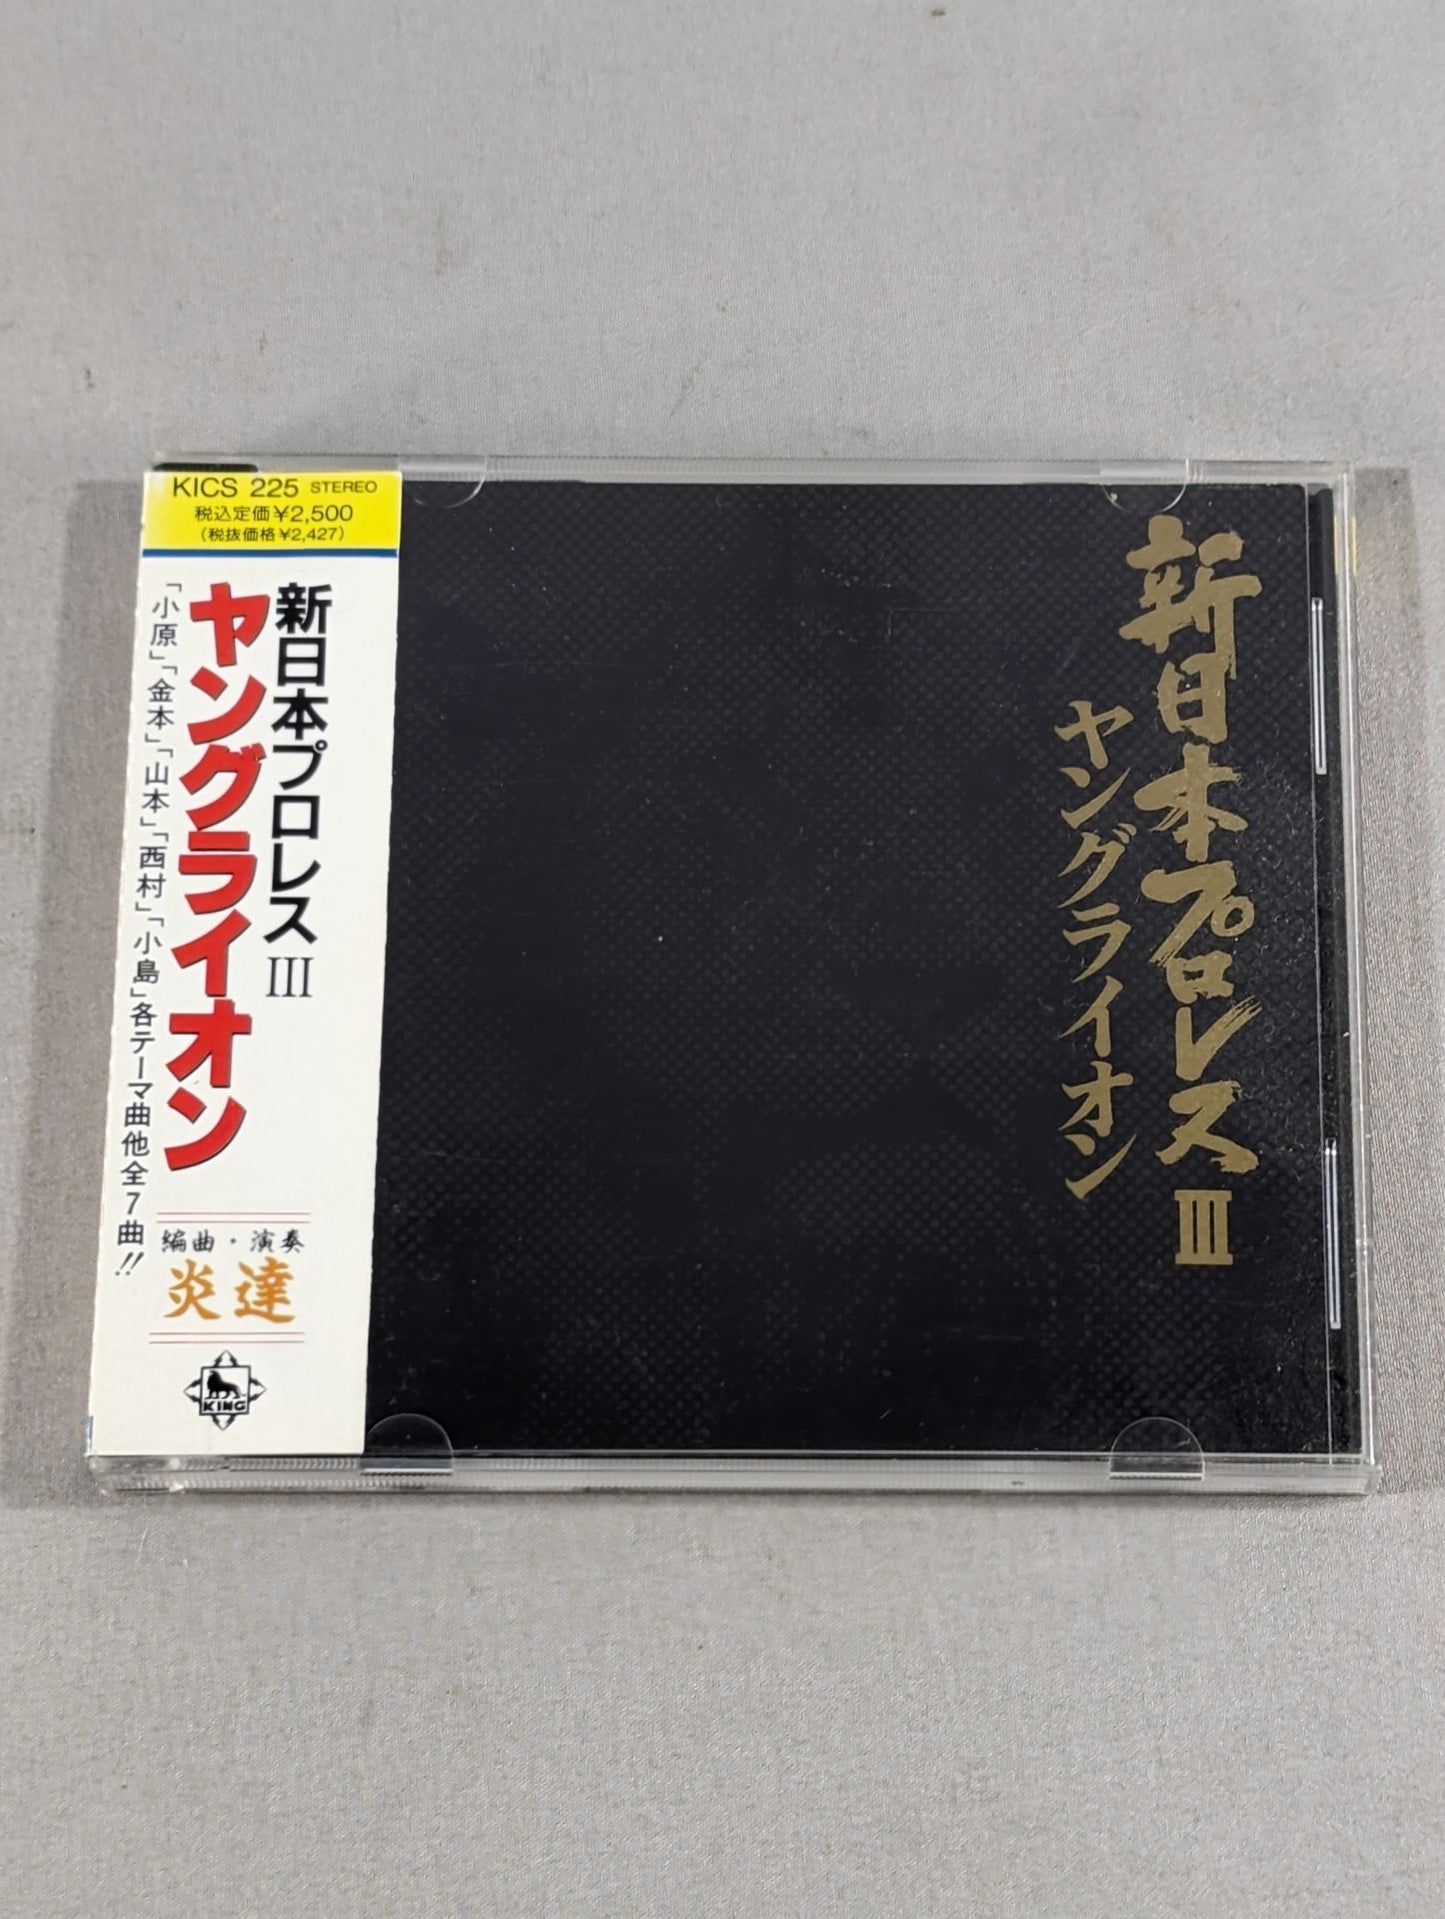 KICS 225 STEREO
税込定価¥2,500
(税抜価格¥2,427)
新日本プロレスIII
ヤングライオン
「小原」「金本」「山本」「西村」「小島」各テーマ曲他全7曲!!
編曲・演奏
炎達
KING
新日本プロレスIII
ヤングライオン